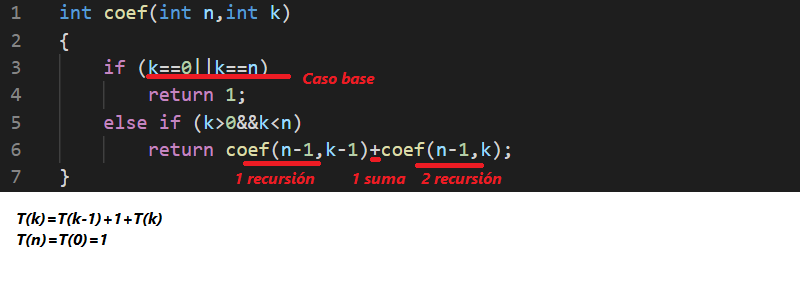 1 int coef(int n,int k)
2 {
3 if (k==0||k==n)
Caso base
4 return 1;
5 else if (k>0&&k<n)
6 return coef(n-1,k-1)+coef(n-1,k);
1 recursión 1 suma 2 recursión
7 }
T(k)=T(k-1)+1+T(k)
T(n)=T(0)=1